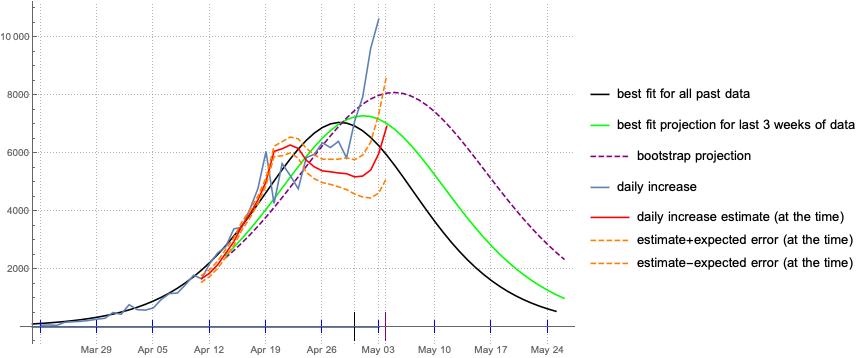 10 000
8000
6000
4000
2000
Mar 29 Apr 05 Apr 12 Apr 19 Apr 26 May 03 May 10 May 17 May 24
best fit for all past data
best fit projection for last 3 weeks of data
bootstrap projection
daily increase
daily increase estimate (at the time)
estimate+expected error (at the time)
estimate−expected error (at the time)